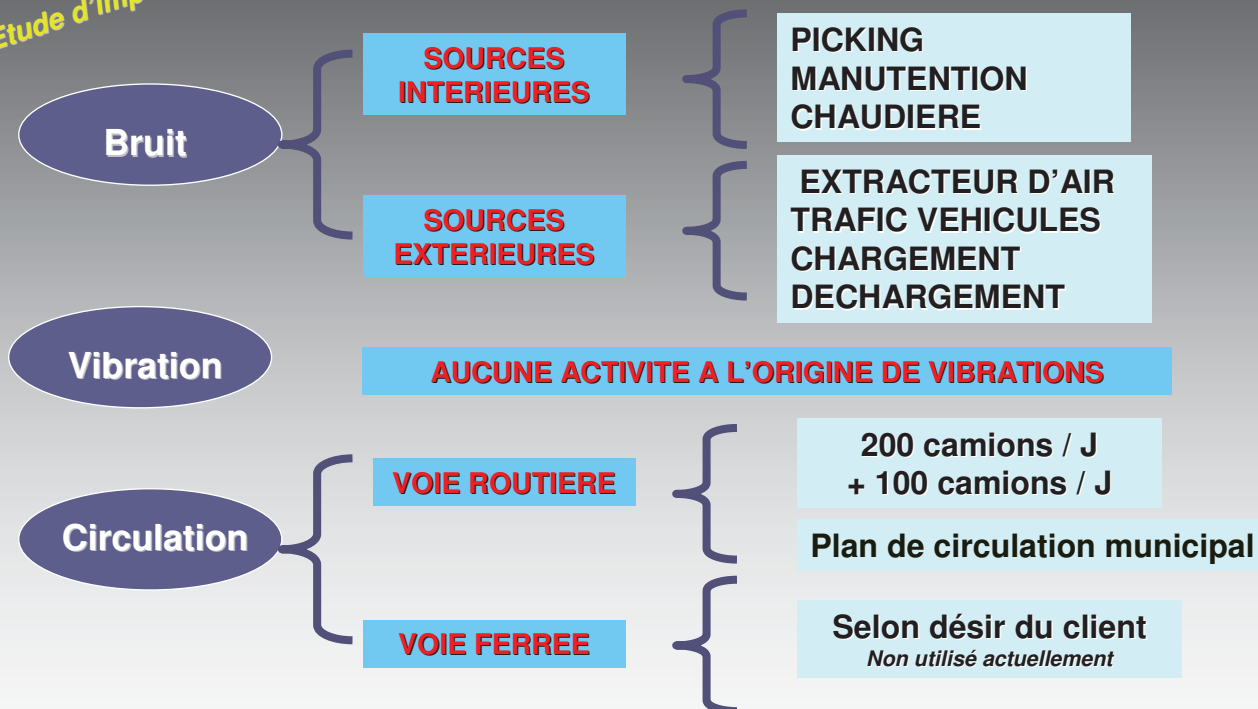 Etude d'imp
Bruit
SOURCES
INTERIEURES
PICKING
MANUTENTION
CHAUDIERE
SOURCES
EXTERIEURES
EXTRACTEUR D'AIR
TRAFIC VEHICULES
CHARGEMENT
DECHARGEMENT
Vibration
AUCUNE ACTIVITE A L'ORIGINE DE VIBRATIONS
Circulation
VOIE ROUTIERE
200 camions / J
+ 100 camions / J
Plan de circulation municipal
VOIE FERREE
Selon désir du client
Non utilisé actuellement